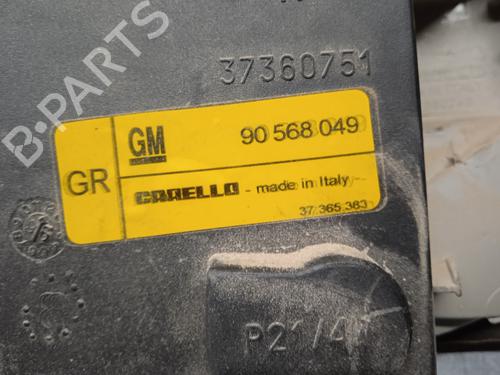 B-PARTS
37360751
GM
90 568 049
GR
CARELLO - made in Italy
37 365 383
P21/4